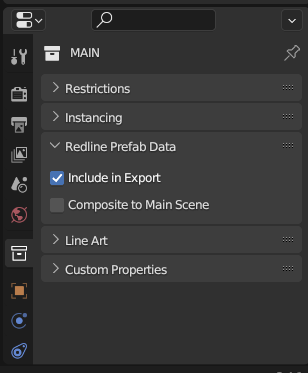 MAIN
Restrictions
Instancing
Redline Prefab Data
Include in Export
Composite to Main Scene
Line Art
Custom Properties